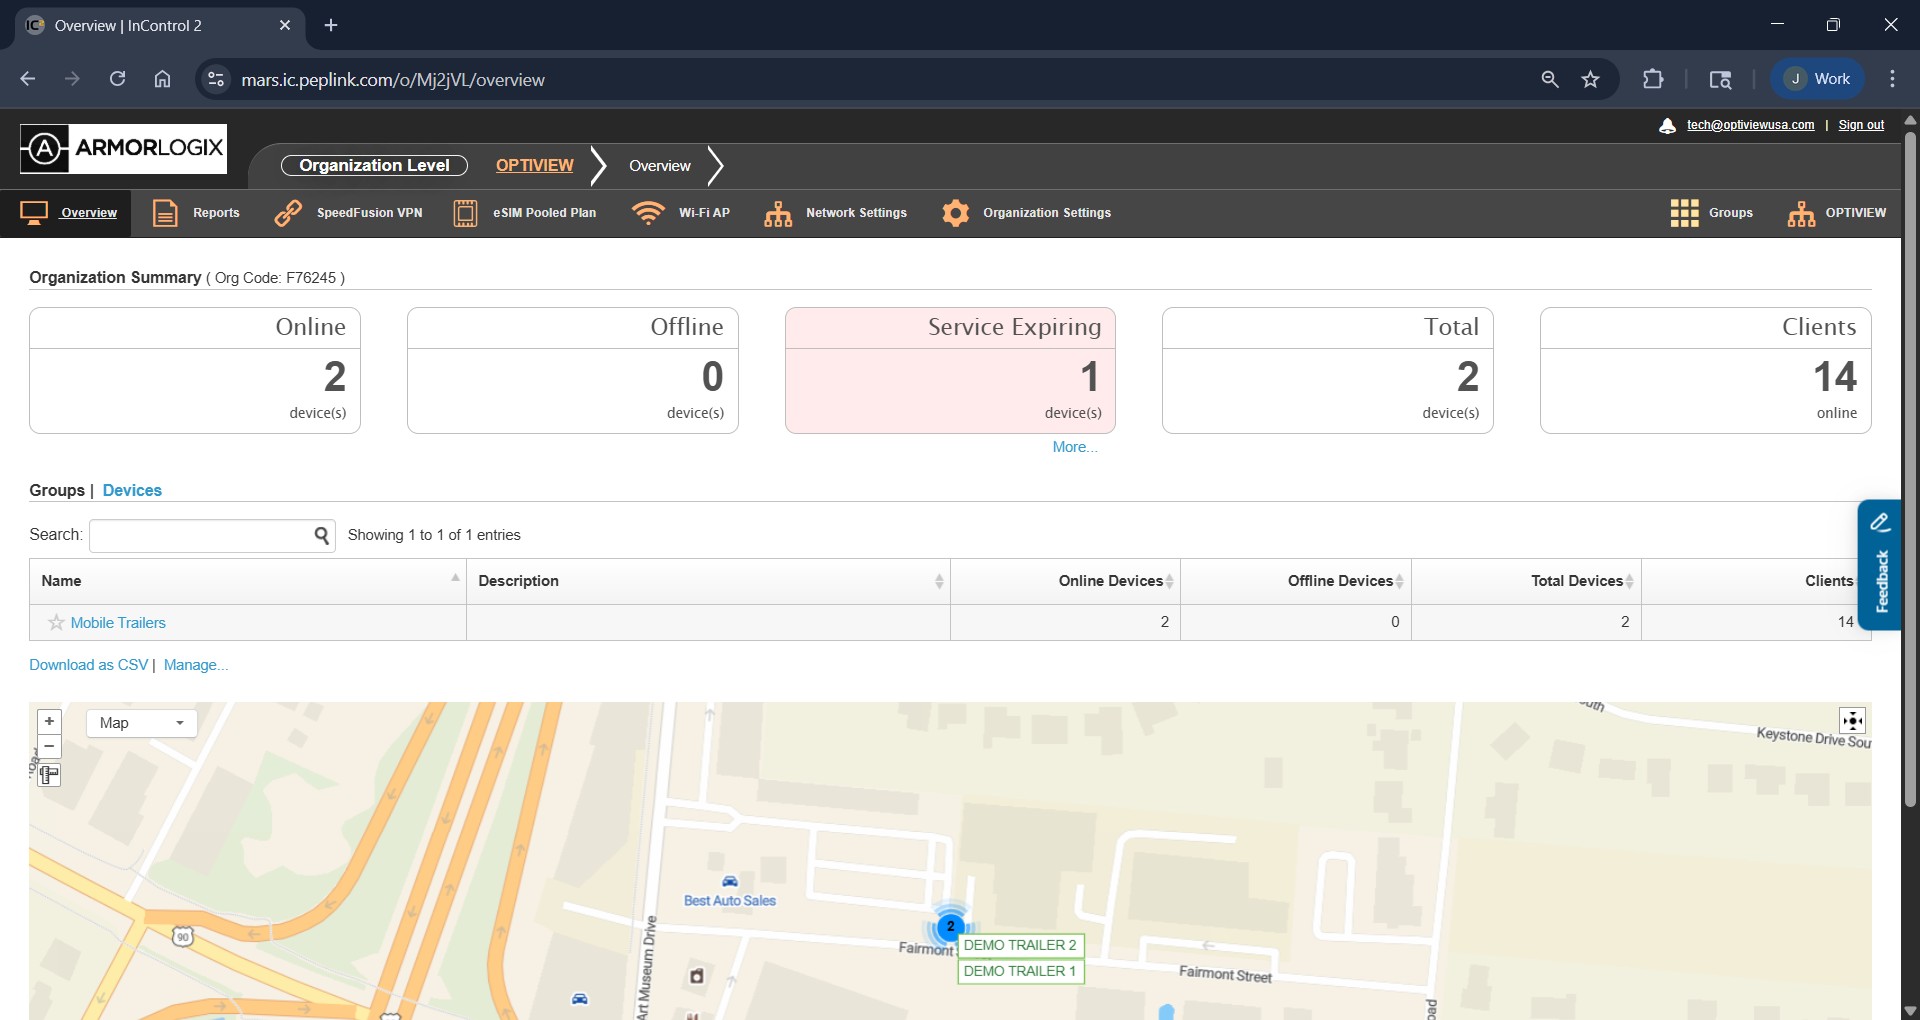 Overview | InControl 2
mars.ic.peplink.com/o/Mj2jVL/overview
J Work
tech@optiviewusa.com | Sign out
ARMORLOGIX
Organization Level OPTIVIEW Overview
Overview Reports SpeedFusion VPN eSIM Pooled Plan Wi-Fi AP Network Settings Organization Settings Groups OPTIVIEW
Organization Summary ( Org Code: F76245 )
Online Offline Service Expiring Total Clients
2 0 1 2 14
device(s) device(s) device(s) device(s) online
More...
Groups | Devices
Search: Showing 1 to 1 of 1 entries
Feedback
Name Description Online Devices Offline Devices Total Devices Clients
Mobile Trailers 2 0 2 14
Download as CSV | Manage...
+
Map
−
Keystone Drive Sou
Best Auto Sales
90
2
Art Museum Drive
Fairmont
DEMO TRAILER 2
DEMO TRAILER 1
Fairmont Street